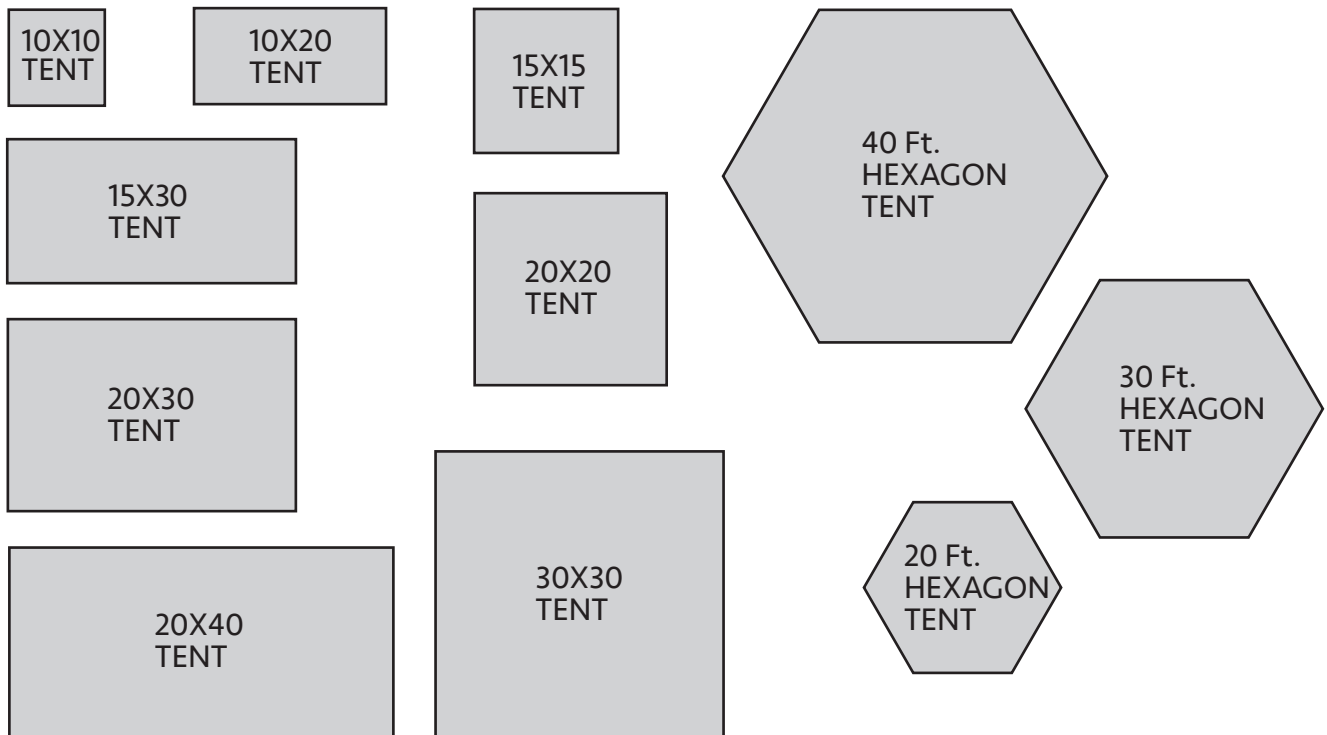 10X10
TENT
10X20
TENT
15X15
TENT
40 Ft.
HEXAGON
TENT
15X30
TENT
20X20
TENT
20X30
TENT
30 Ft.
HEXAGON
TENT
20X40
TENT
30X30
TENT
20 Ft.
HEXAGON
TENT